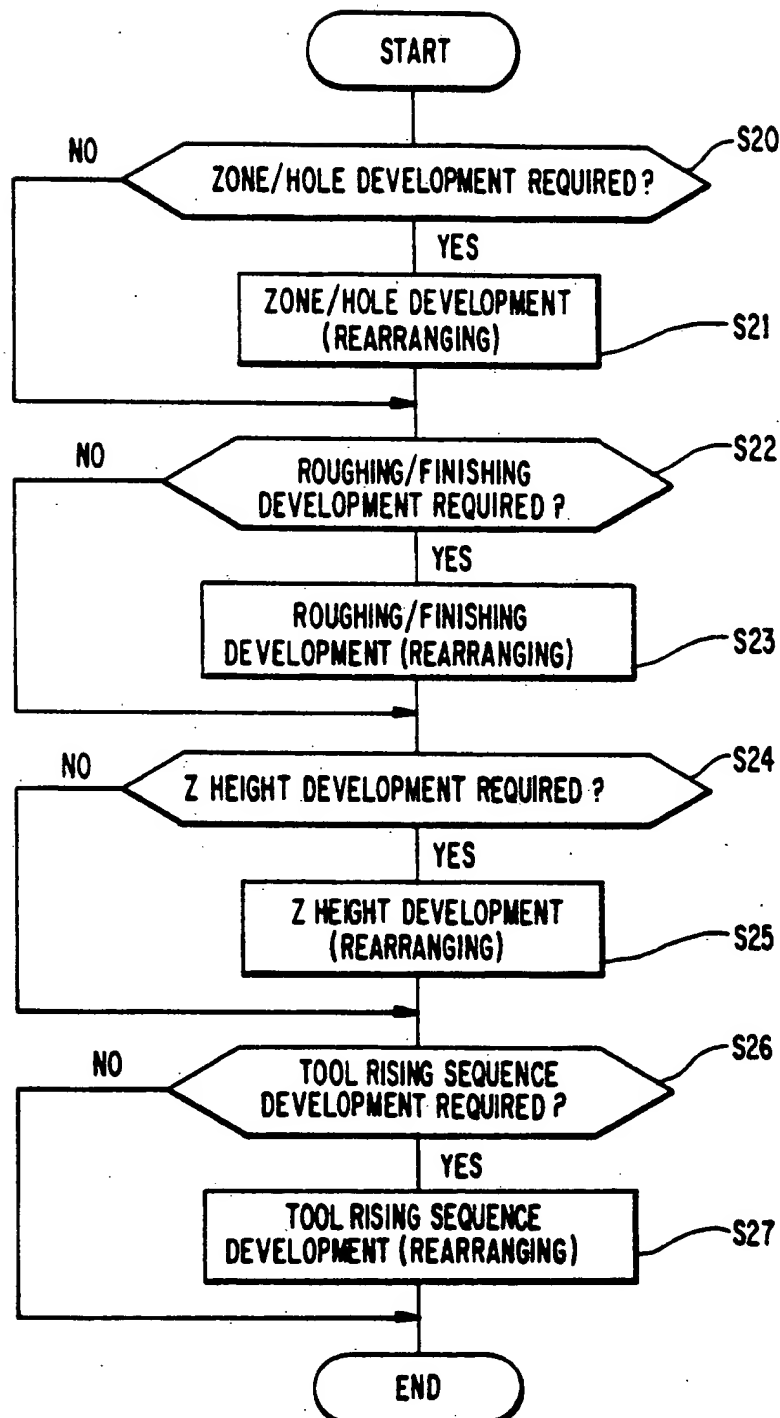 START
NO
S20
ZONE/HOLE DEVELOPMENT REQUIRED?
YES
ZONE/HOLE DEVELOPMENT
(REARRANGING)
S21
NO
S22
ROUGHING/FINISHING
DEVELOPMENT REQUIRED?
YES
ROUGHING/FINISHING
DEVELOPMENT (REARRANGING)
S23
NO
S24
Z HEIGHT DEVELOPMENT REQUIRED?
YES
Z HEIGHT DEVELOPMENT
(REARRANGING)
S25
NO
S26
TOOL RISING SEQUENCE
DEVELOPMENT REQUIRED?
YES
TOOL RISING SEQUENCE
DEVELOPMENT (REARRANGING)
S27
END